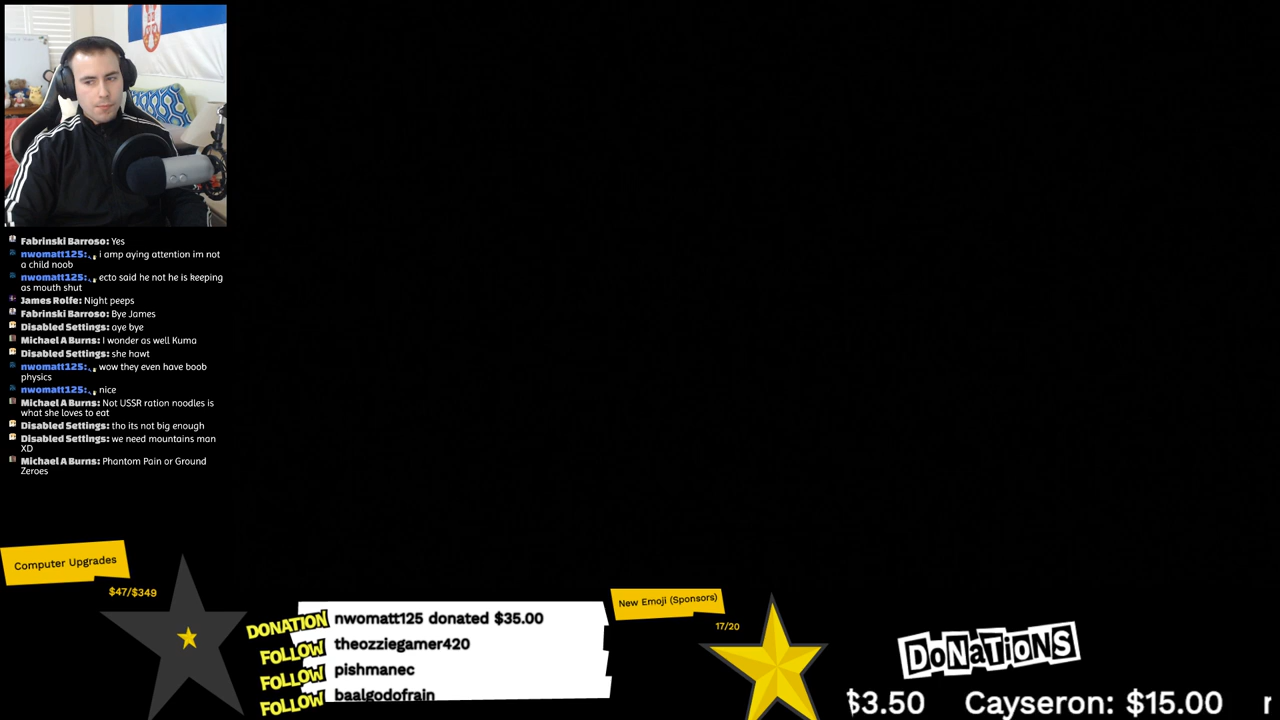 Fabrinski Barroso: Yes
nwomatt125: i amp aying attention im not
a child noob
nwomatt125: ecto said he not he is keeping
as mouth shut
James Rolfe: Night peeps
Fabrinski Barroso: Bye James
Disabled Settings: aye bye
Michael A Burns: I wonder as well Kuma
Disabled Settings: she hawt
nwomatt125: wow they even have boob
physics
nwomatt125: nice
Michael A Burns: Not USSR ration noodles is
what she loves to eat
Disabled Settings: tho its not big enough
Disabled Settings: we need mountains man
XD
Michael A Burns: Phantom Pain or Ground
Zeroes
Computer Upgrades
$47/$349
DONATION nwomatt125 donated $35.00
FOLLOW theozziegamer420
FOLLOW pishmanec
FOLLOW baalgodofrain
New Emoji (Sponsors)
17/20
DoNaTioNS
$3.50 Cayseron: $15.00